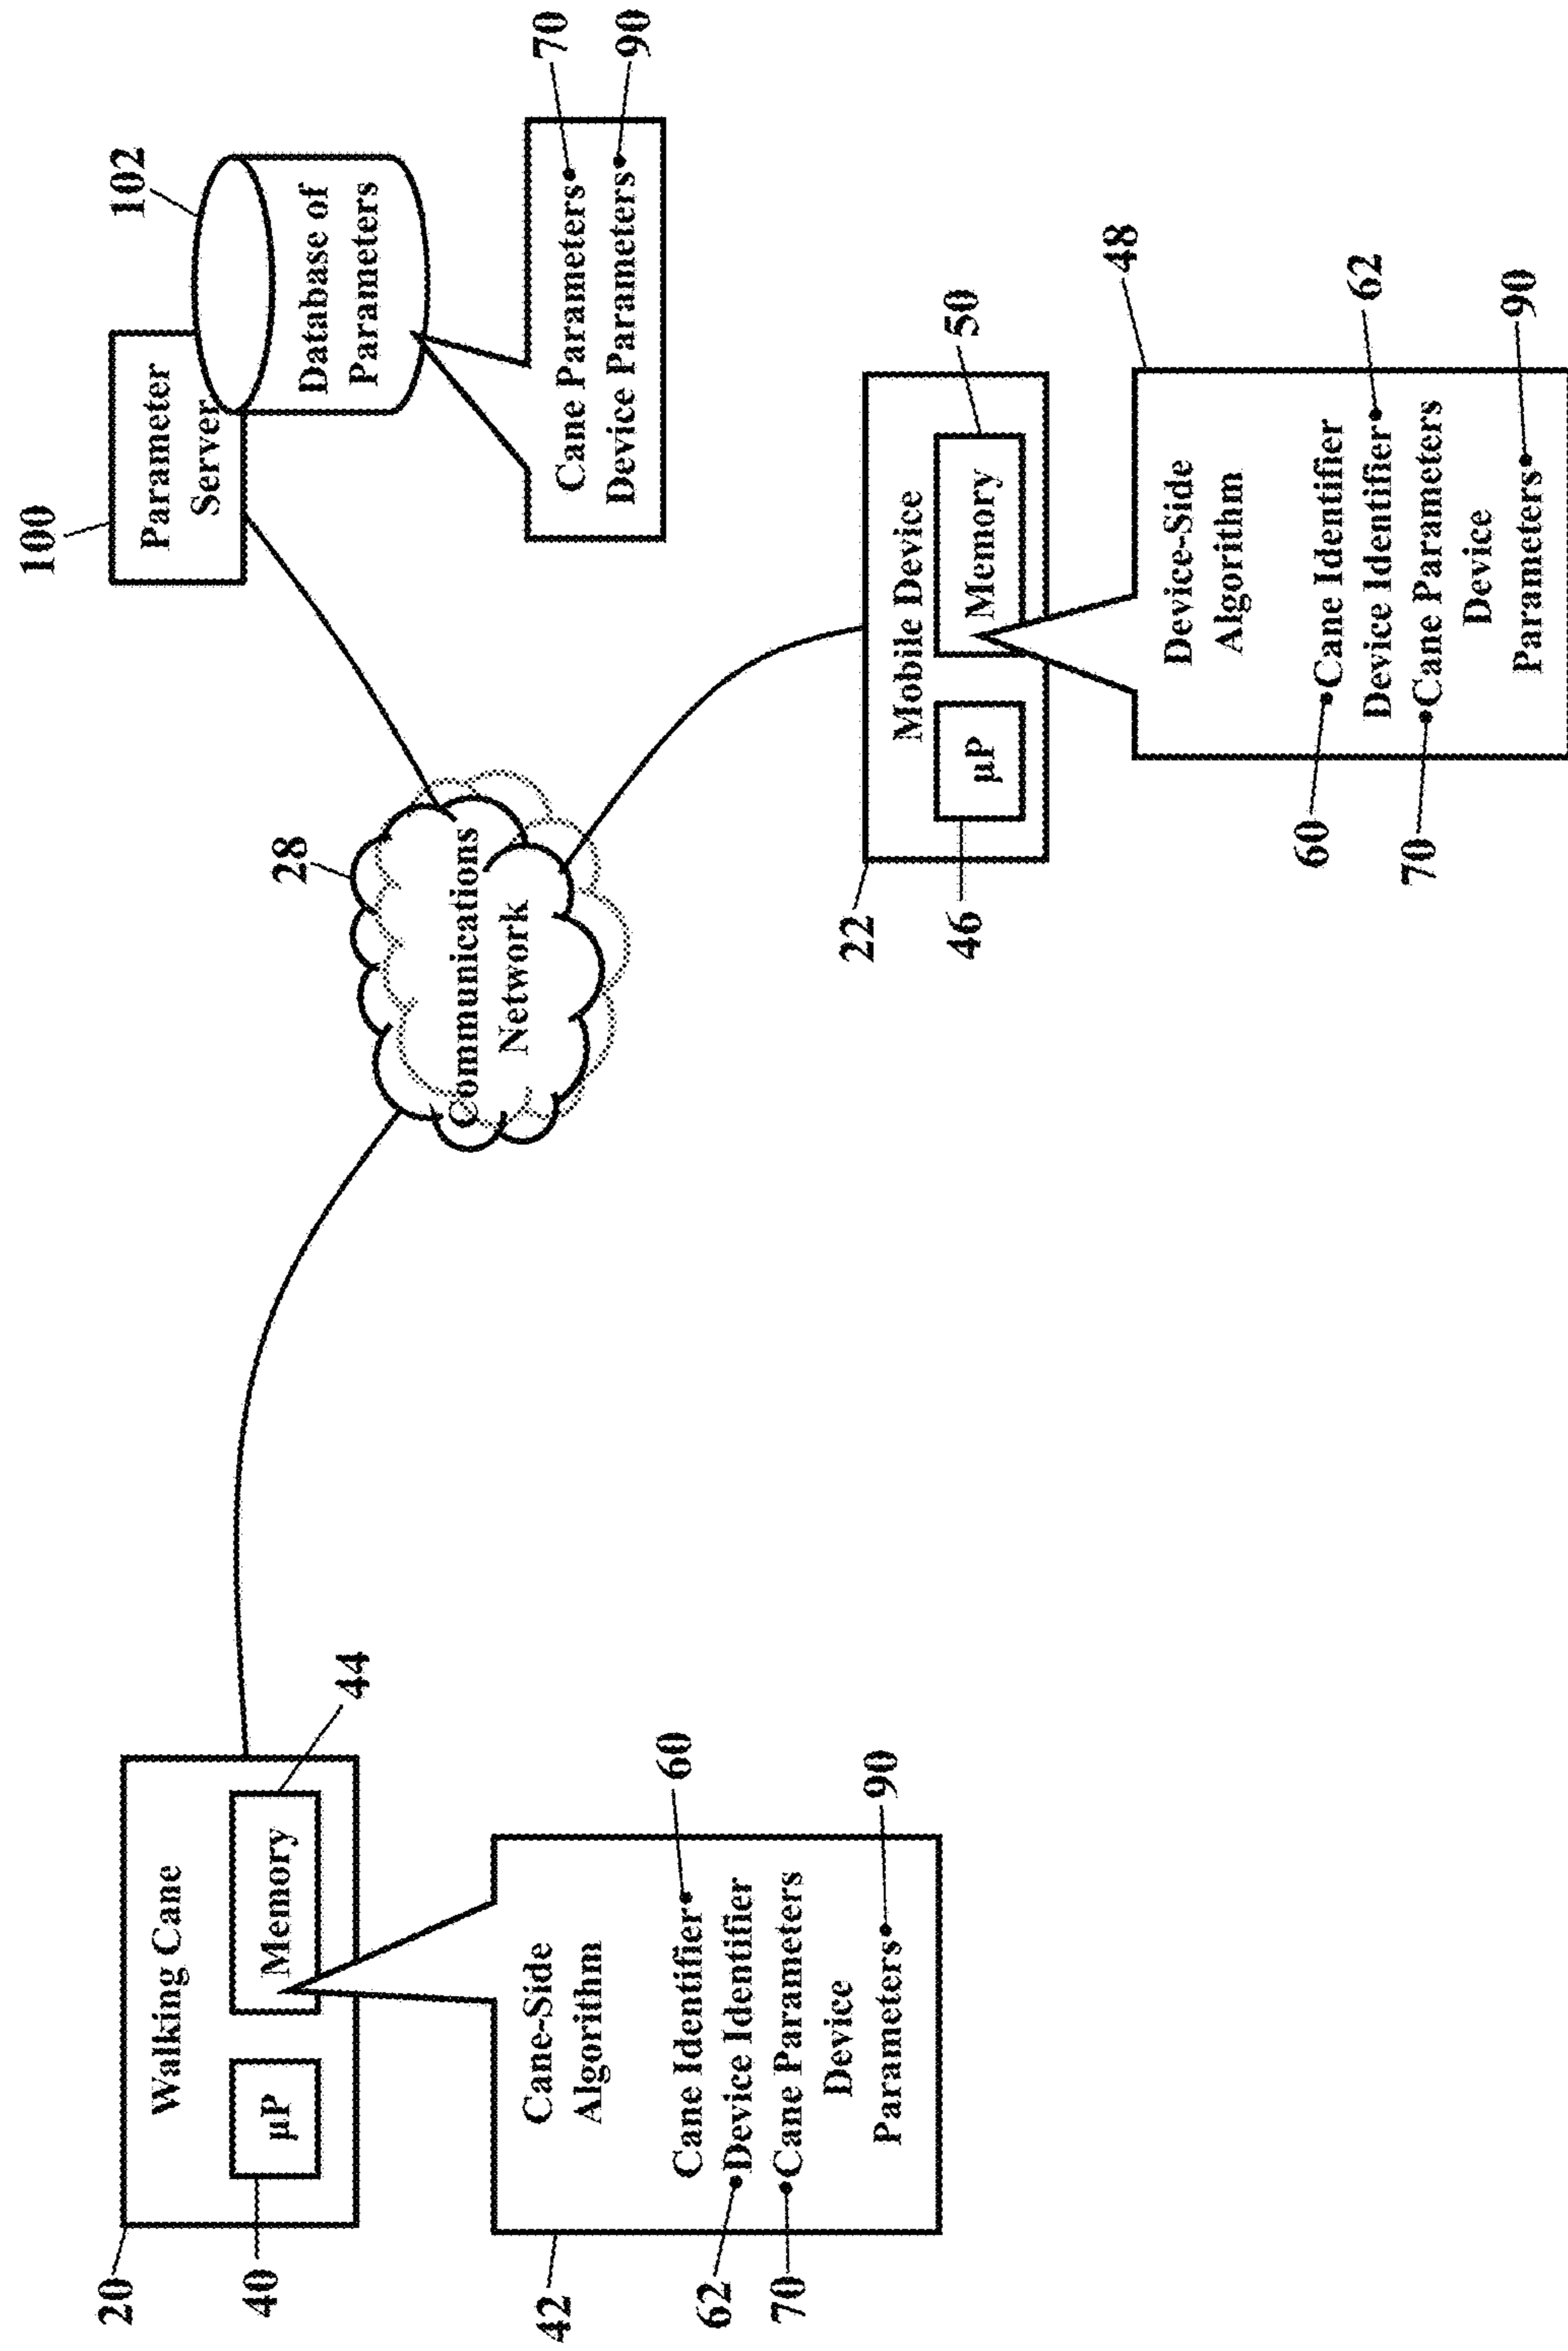 100
Parameter
Server
102
Database of
Parameters
Cane Parameters
70
Device Parameters
90
28
Communications
Network
20
Walking Cane
40
µP
Memory
44
42
Cane-Side
Algorithm
Cane Identifier
60
62
Device Identifier
70
Cane Parameters
Device
Parameters
90
22
Mobile Device
46
µP
Memory
50
48
Device-Side
Algorithm
60
Cane Identifier
Device Identifier
62
70
Cane Parameters
Device
Parameters
90